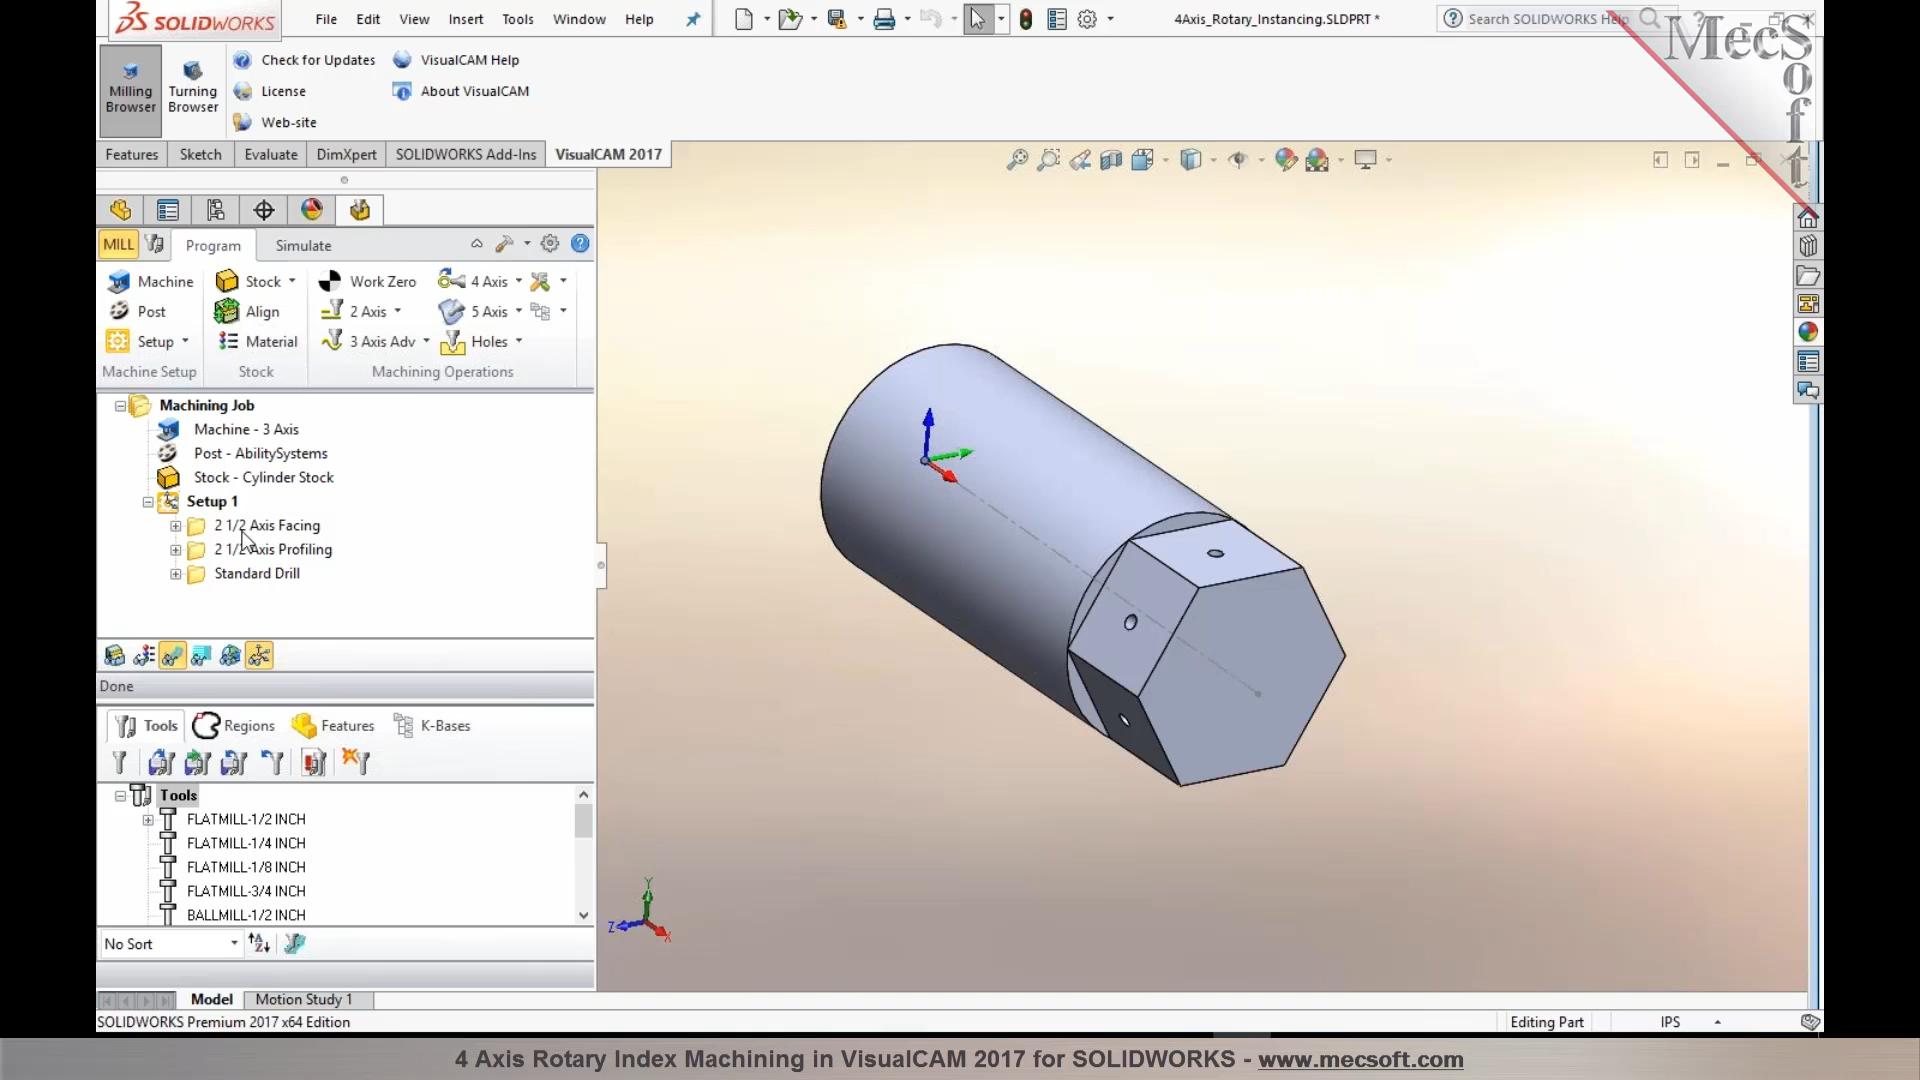 SOLIDWORKS File Edit View Insert Tools Window Help 4Axis_Rotary_Instancing.SLDPRT * Search SOLIDWORKS Help
MecSoft
Milling Browser
Turning Browser
Check for Updates
VisualCAM Help
License
About VisualCAM
Web-site
Features Sketch Evaluate DimXpert SOLIDWORKS Add-Ins VisualCAM 2017
MILL Program Simulate
Machine Stock Work Zero 4 Axis
Post Align 2 Axis 5 Axis
Setup Material 3 Axis Adv Holes
Machine Setup Stock Machining Operations
Machining Job
Machine - 3 Axis
Post - AbilitySystems
Stock - Cylinder Stock
Setup 1
2 1/2 Axis Facing
2 1/2 Axis Profiling
Standard Drill
Done
Tools Regions Features K-Bases
Tools
FLATMILL-1/2 INCH
FLATMILL-1/4 INCH
FLATMILL-1/8 INCH
FLATMILL-3/4 INCH
BALLMILL-1/2 INCH
Y
Z
X
No Sort
Model Motion Study 1
SOLIDWORKS Premium 2017 x64 Edition Editing Part IPS
4 Axis Rotary Index Machining in VisualCAM 2017 for SOLIDWORKS - www.mecsoft.com